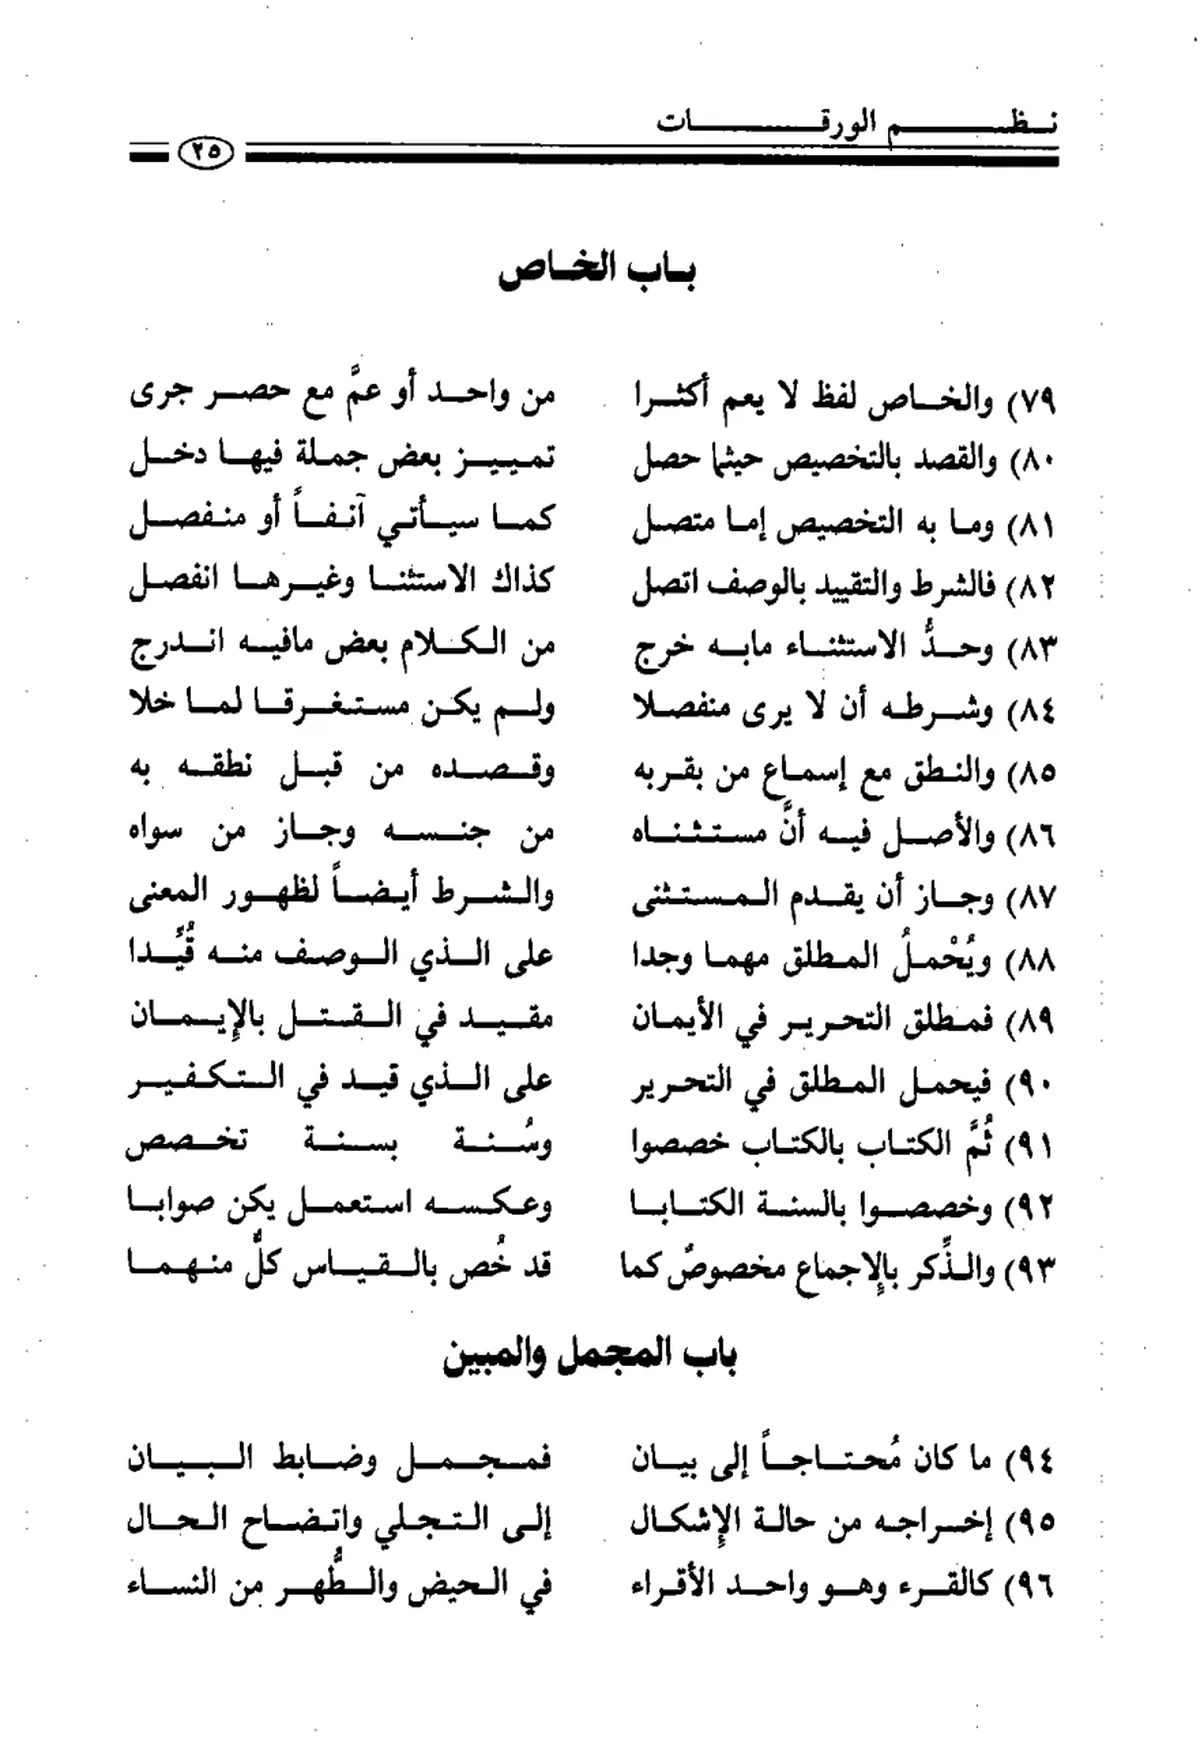 نظم الورقات
٢٥
باب الخاص
٧٩) والخاص لفظ لا يعم أكثرا من واحد أو عمَّ مع حصر جرى
٨٠) والقصد بالتخصيص حيثما حصل تمييز بعض جملة فيها دخل
٨١) وما به التخصيص إما متصل كما سيأتي آنفاً أو منفصل
٨٢) فالشرط والتقييد بالوصف اتصل كذاك الاستثنا وغيرها انفصل
٨٣) وحدُّ الاستثناء مابه خرج من الكلام بعض مافيه اندرج
٨٤) وشرطه أن لا يرى منفصلا ولم يكن مستغرقا لما خلا
٨٥) والنطق مع إسماع من بقربه وقصده من قبل نطقه به
٨٦) والأصل فيه أنَّ مستثناه من جنسه وجاز من سواه
٨٧) وجاز أن يقدم المستثنى والشرط أيضاً لظهور المعنى
٨٨) ويُحْملُ المطلق مهما وجدا على الذي الوصف منه قُيِّدا
٨٩) فمطلق التحرير في الأيمان مقيد في القتل بالإيمان
٩٠) فيحمل المطلق في التحرير على الذي قيد في التكفير
٩١) ثُمَّ الكتاب بالكتاب خصصوا وسُنة بسنة تخصص
٩٢) وخصصوا بالسنة الكتابا وعكسه استعمل يكن صوابا
٩٣) والذِّكر بالإجماع مخصوصٌ كما قد خُص بالقياس كلٌّ منهما
باب المجمل والمبين
٩٤) ما كان مُحتاجاً إلى بيان فمجمل وضابط البيان
٩٥) إخراجه من حالة الإشكال إلى التجلي واتضاح الحال
٩٦) كالقرء وهو واحد الأقراء في الحيض والطُّهر من النساء